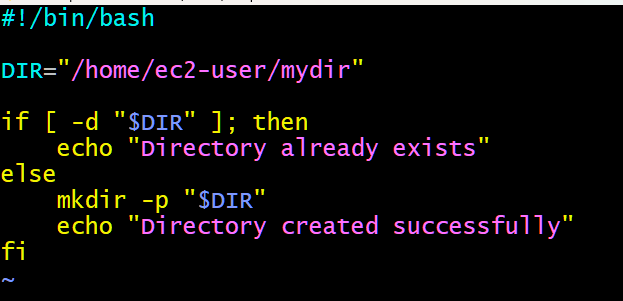 #!/bin/bash

DIR="/home/ec2-user/mydir"

if [ -d "$DIR" ]; then
    echo "Directory already exists"
else
    mkdir -p "$DIR"
    echo "Directory created successfully"
fi
~